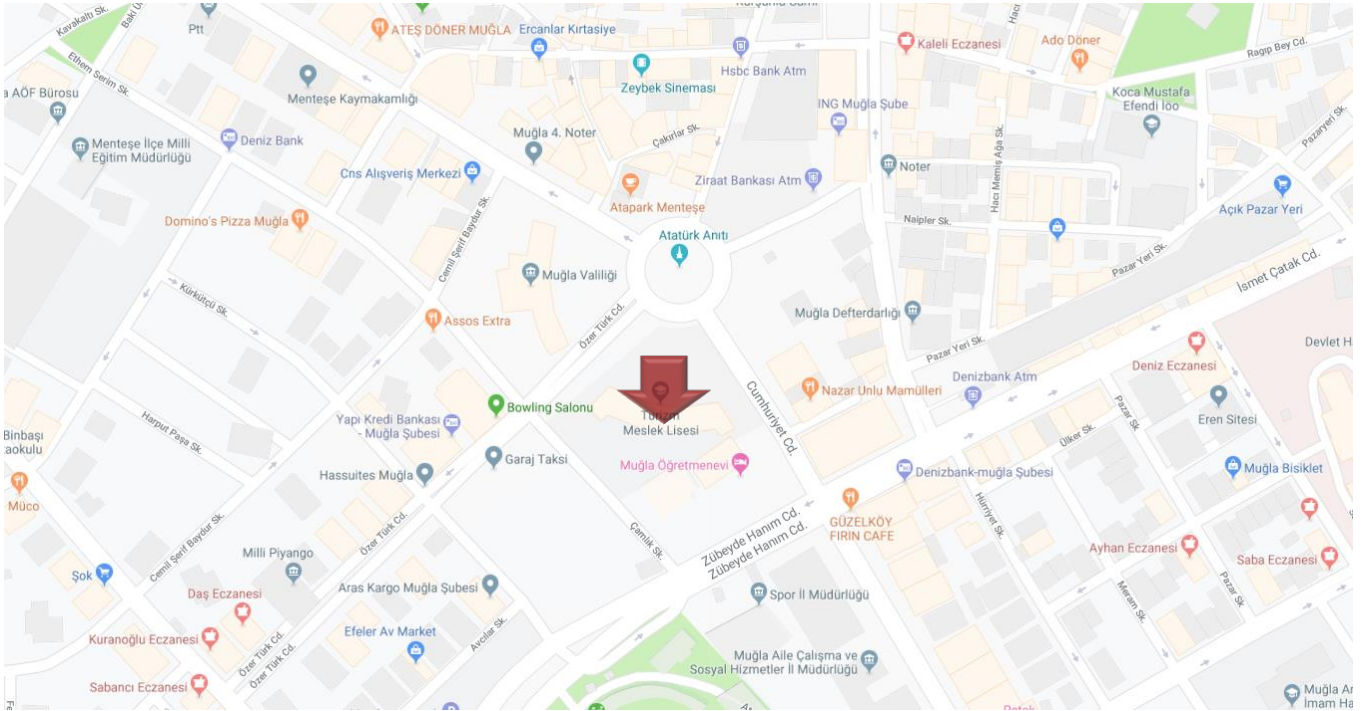 Kurşunlu Cami
Kavakaltı Sk.
Ptt
ATEŞ DÖNER MUĞLA
Ercanlar Kırtasiye
Kaleli Eczanesi
Ado Döner
Ragıp Bey Cd.
Ethem Serim Sk.
Hsbc Bank Atm
Zeybek Sineması
Menteşe Kaymakamlığı
a AÖF Bürosu
ING Muğla Şube
Koca Mustafa
Efendi İoo
Pazaryeri Sk.
Muğla 4. Noter
Çakırlar Sk.
Deniz Bank
Menteşe İlçe Milli
Eğitim Müdürlüğü
Hacı Memiş Ağa Sk.
Noter
Cns Alışveriş Merkezi
Ziraat Bankası Atm
Atapark Menteşe
Açık Pazar Yeri
Domino's Pizza Muğla
Cemil Şerif Baydur Sk.
Naipler Sk.
Atatürk Anıtı
Pazar Yeri Sk.
Muğla Valiliği
İsmet Çatak Cd.
Kürkütçü Sk.
Assos Extra
Özer Türk Cd.
Muğla Defterdarlığı
Pazar Yeri Sk.
Devlet H
Deniz Eczanesi
Denizbank Atm
Nazar Unlu Mamülleri
Cumhuriyet Cd.
Bowling Salonu
Turizm
Meslek Lisesi
Yapı Kredi Bankası
- Muğla Şubesi
Harput Paşa Sk.
Pazar Sk.
Eren Sitesi
Ülker Sk.
Binbaşı
taokulu
Garaj Taksi
Muğla Öğretmenevi
Hassuites Muğla
Denizbank-muğla Şubesi
Muğla Bisiklet
Müco
GÜZELKÖY
FIRIN CAFE
Hürriyet Sk.
Özer Türk Cd.
Çamlık Sk.
Cemil Şerif Baydur Sk.
Zübeyde Hanım Cd.
Zübeyde Hanım Cd.
Ayhan Eczanesi
Saba Eczanesi
Milli Piyango
Şok
Aras Kargo Muğla Şubesi
Spor İl Müdürlüğü
Daş Eczanesi
Meram Sk.
Pazar Sk
Efeler Av Market
Avcılar Sk.
Kuranoğlu Eczanesi
Özer Türk Cd.
Özer Türk Cd.
Muğla Aile Çalışma ve
Sosyal Hizmetler İl Müdürlüğü
Sabancı Eczanesi
Muğla An
İmam Ha